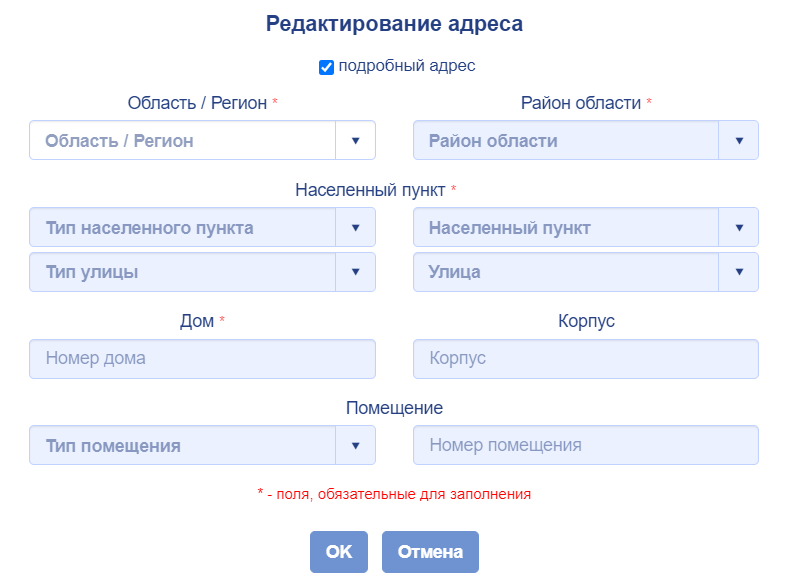 Редактирование адреса
подробный адрес
Область / Регион * Район области *
Область / Регион Район области
Населенный пункт *
Тип населенного пункта Населенный пункт
Тип улицы Улица
Дом * Корпус
Номер дома Корпус
Помещение
Тип помещения Номер помещения
* - поля, обязательные для заполнения
OK Отмена